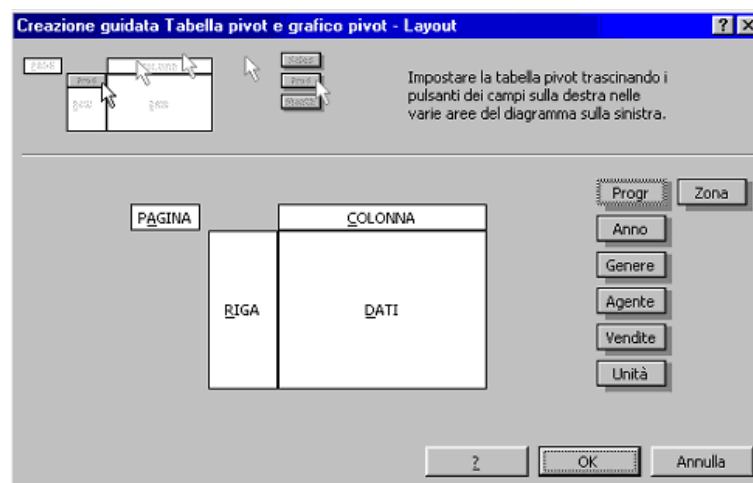 Creazione guidata Tabella pivot e grafico pivot - Layout
Impostare la tabella pivot trascinando i
pulsanti dei campi sulla destra nelle
varie aree del diagramma sulla sinistra.
PAGINA
COLONNA
RIGA
DATI
Progr
Zona
Anno
Genere
Agente
Vendite
Unità
?
OK
Annulla